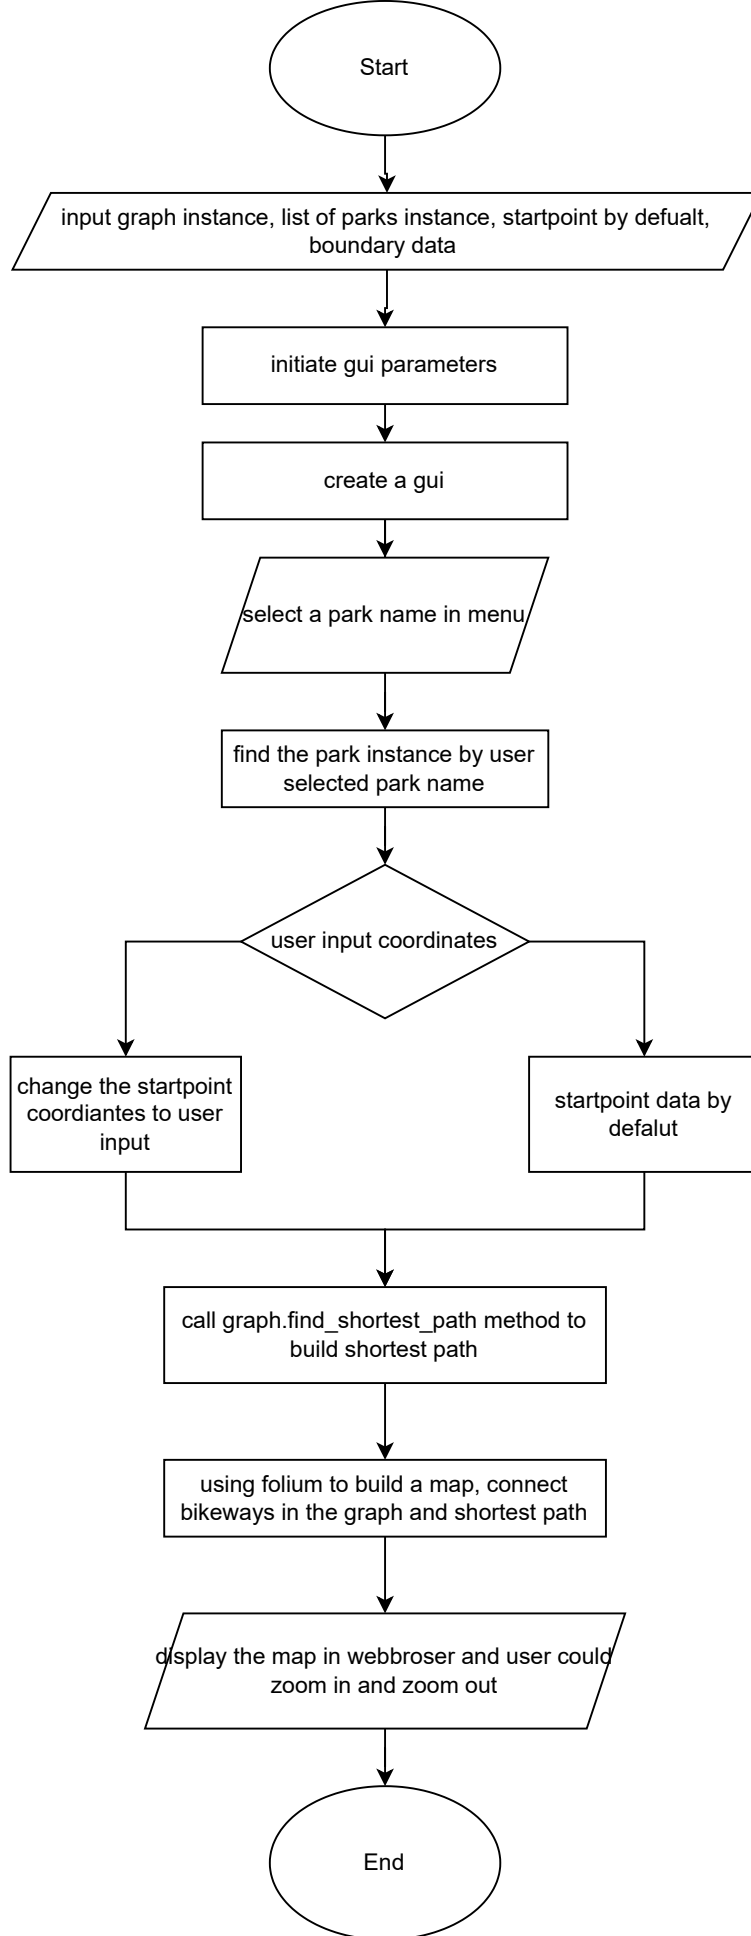 Start
input graph instance, list of parks instance, startpoint by defualt,
boundary data
initiate gui parameters
create a gui
select a park name in menu
find the park instance by user
selected park name
user input coordinates
change the startpoint
coordiantes to user
input
startpoint data by
defalut
call graph.find_shortest_path method to
build shortest path
using folium to build a map, connect
bikeways in the graph and shortest path
display the map in webbroser and user could
zoom in and zoom out
End